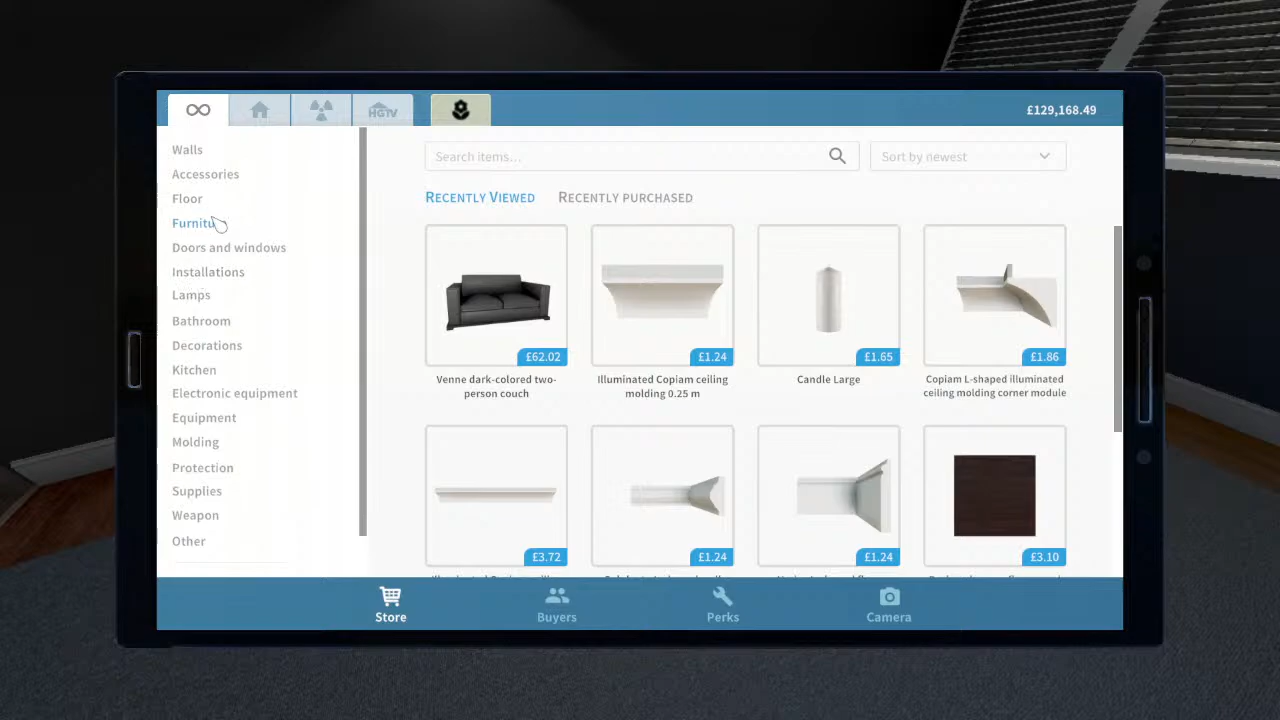 HGTV
£129,168.49
Walls
Accessories
Floor
Furnitu
Doors and windows
Installations
Lamps
Bathroom
Decorations
Kitchen
Electronic equipment
Equipment
Molding
Protection
Supplies
Weapon
Other
Search items...
Sort by newest
RECENTLY VIEWED
RECENTLY PURCHASED
£62.02
£1.24
£1.65
£1.86
Venne dark-colored two-
person couch
Illuminated Copiam ceiling
molding 0.25 m
Candle Large
Copiam L-shaped illuminated
ceiling molding corner module
£3.72
£1.24
£1.24
£3.10
Store
Buyers
Perks
Camera